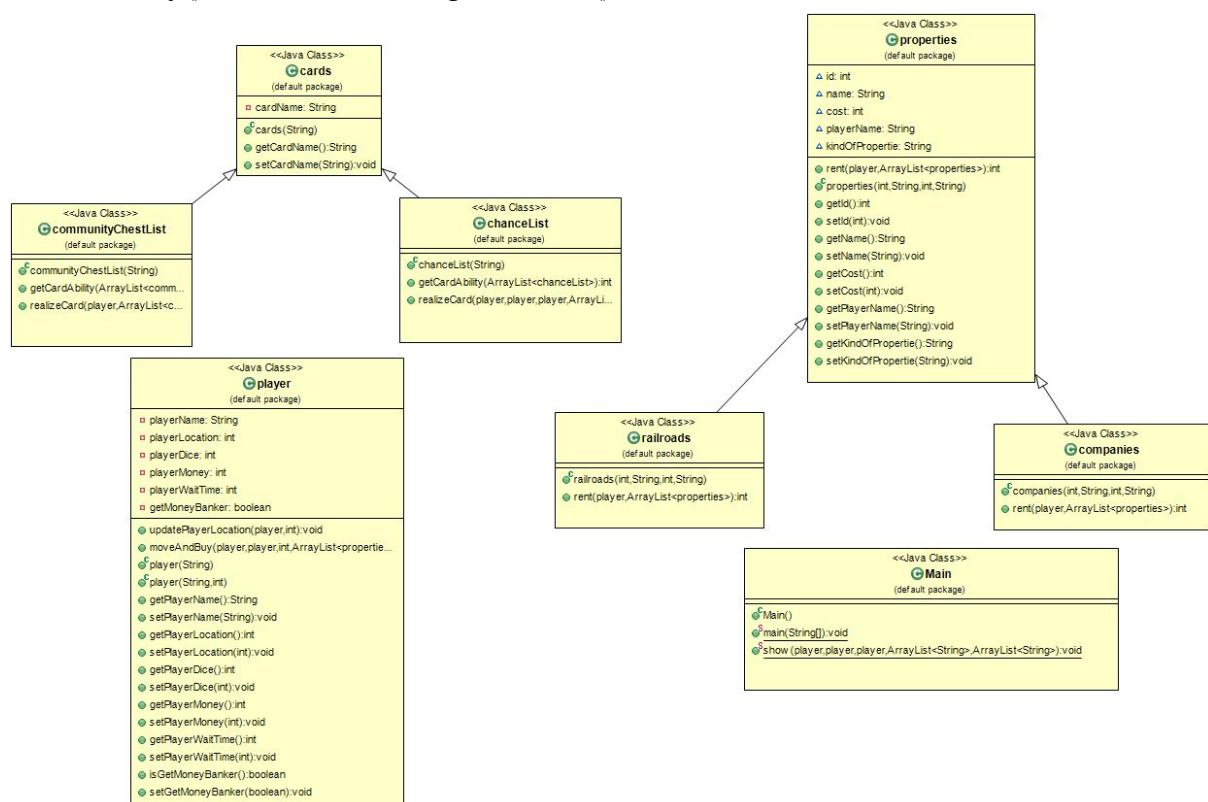 <<Java Class>>
cards
(default package)
cardName: String
cards(String)
getCardName():String
setCardName(String):void
<<Java Class>>
communityChestList
(default package)
communityChestList(String)
getCardAbility(ArrayList<comm...
realizeCard(player,ArrayList<c...
<<Java Class>>
chanceList
(default package)
chanceList(String)
getCardAbility(ArrayList<chanceList>):int
realizeCard(player,player,player,ArrayLi...
<<Java Class>>
player
(default package)
playerName: String
playerLocation: int
playerDice: int
playerMoney: int
playerWaitTime: int
getMoneyBanker: boolean
updatePlayerLocation(player,int):void
moveAndBuy(player,player,int,ArrayList<propertie...
player(String)
player(String,int)
getPlayerName():String
setPlayerName(String):void
getPlayerLocation():int
setPlayerLocation(int):void
getPlayerDice():int
setPlayerDice(int):void
getPlayerMoney():int
setPlayerMoney(int):void
getPlayerWaitTime():int
setPlayerWaitTime(int):void
isGetMoneyBanker():boolean
setGetMoneyBanker(boolean):void
<<Java Class>>
properties
(default package)
id: int
name: String
cost: int
playerName: String
kindOfPropertie: String
rent(player,ArrayList<properties>):int
properties(int,String,int,String)
getId():int
setId(int):void
getName():String
setName(String):void
getCost():int
setCost(int):void
getPlayerName():String
setPlayerName(String):void
getKindOfPropertie():String
setKindOfPropertie(String):void
<<Java Class>>
railroads
(default package)
railroads(int,String,int,String)
rent(player,ArrayList<properties>):int
<<Java Class>>
companies
(default package)
companies(int,String,int,String)
rent(player,ArrayList<properties>):int
<<Java Class>>
Main
(default package)
Main()
main(String[]):void
show(player,player,player,ArrayList<String>,ArrayList<String>):void